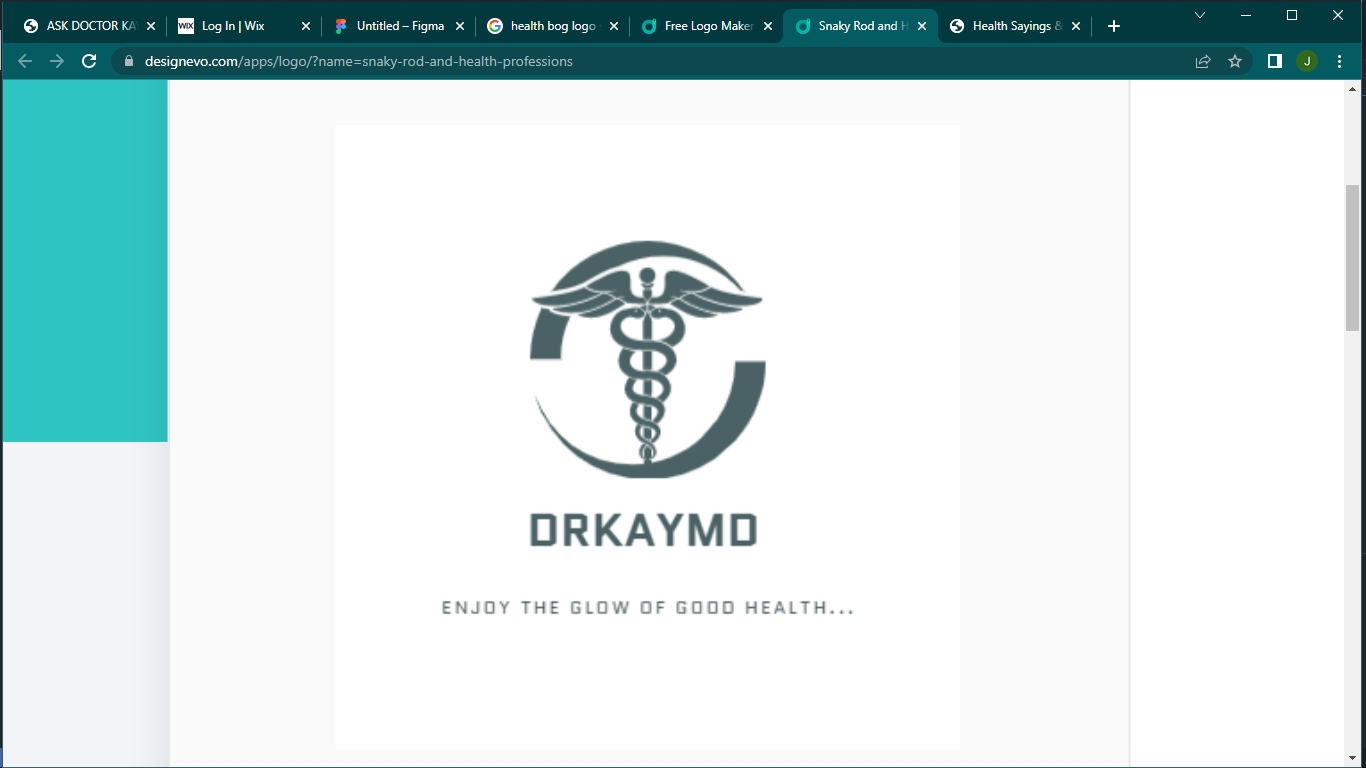 ASK DOCTOR KA
Log In | Wix
Untitled – Figma
health bog logo
Free Logo Maker
Snaky Rod and H
Health Sayings &
designevo.com/apps/logo/?name=snaky-rod-and-health-professions
J
DRKAYMD
ENJOY THE GLOW OF GOOD HEALTH...